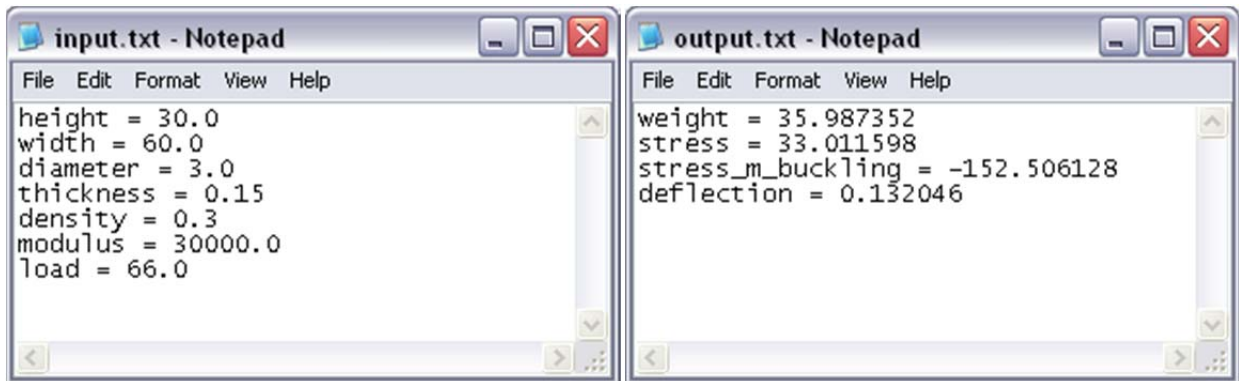 input.txt - Notepad
File Edit Format View Help
height = 30.0
width = 60.0
diameter = 3.0
thickness = 0.15
density = 0.3
modulus = 30000.0
load = 66.0
output.txt - Notepad
File Edit Format View Help
weight = 35.987352
stress = 33.011598
stress_m_buckling = -152.506128
deflection = 0.132046